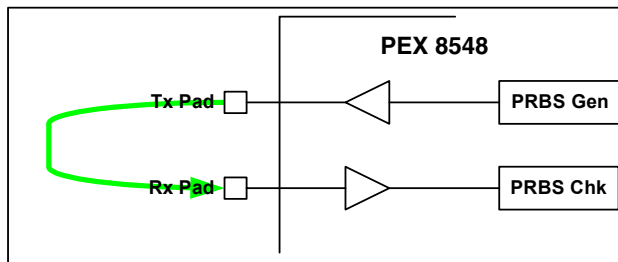 PEX 8548
Tx Pad
PRBS Gen
Rx Pad
PRBS Chk